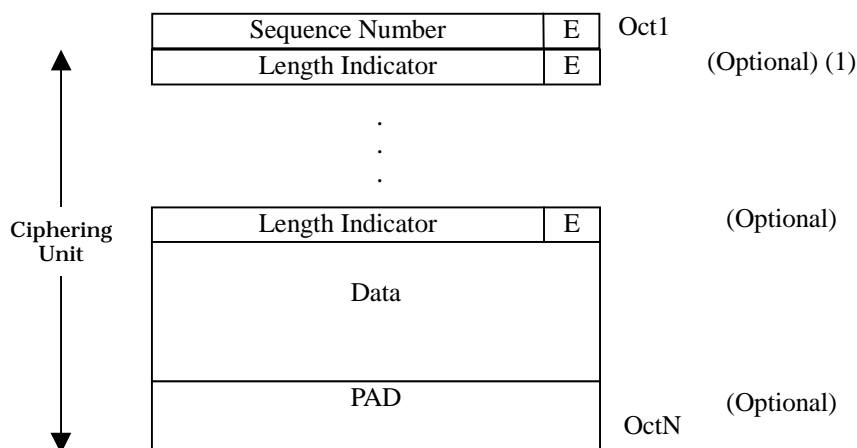 Sequence Number E Oct1
Length Indicator E (Optional) (1)
.
.
.
Ciphering
Unit
Length Indicator E (Optional)
Data
PAD (Optional)
OctN